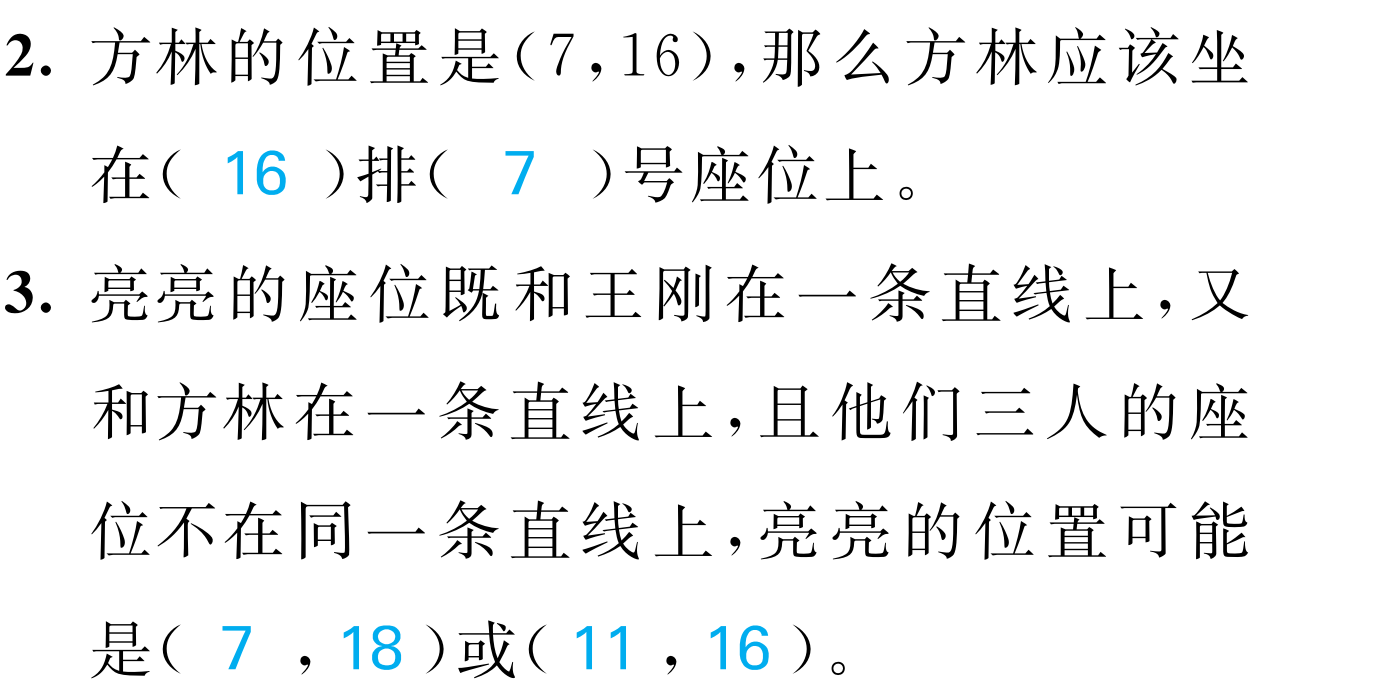 2. 方林的位置是(7,16),那么方林应该坐
在( 16 )排( 7 )号座位上。
3. 亮亮的座位既和王刚在一条直线上,又
和方林在一条直线上,且他们三人的座
位不在同一条直线上,亮亮的位置可能
是( 7 ,18 )或( 11 ,16 )。